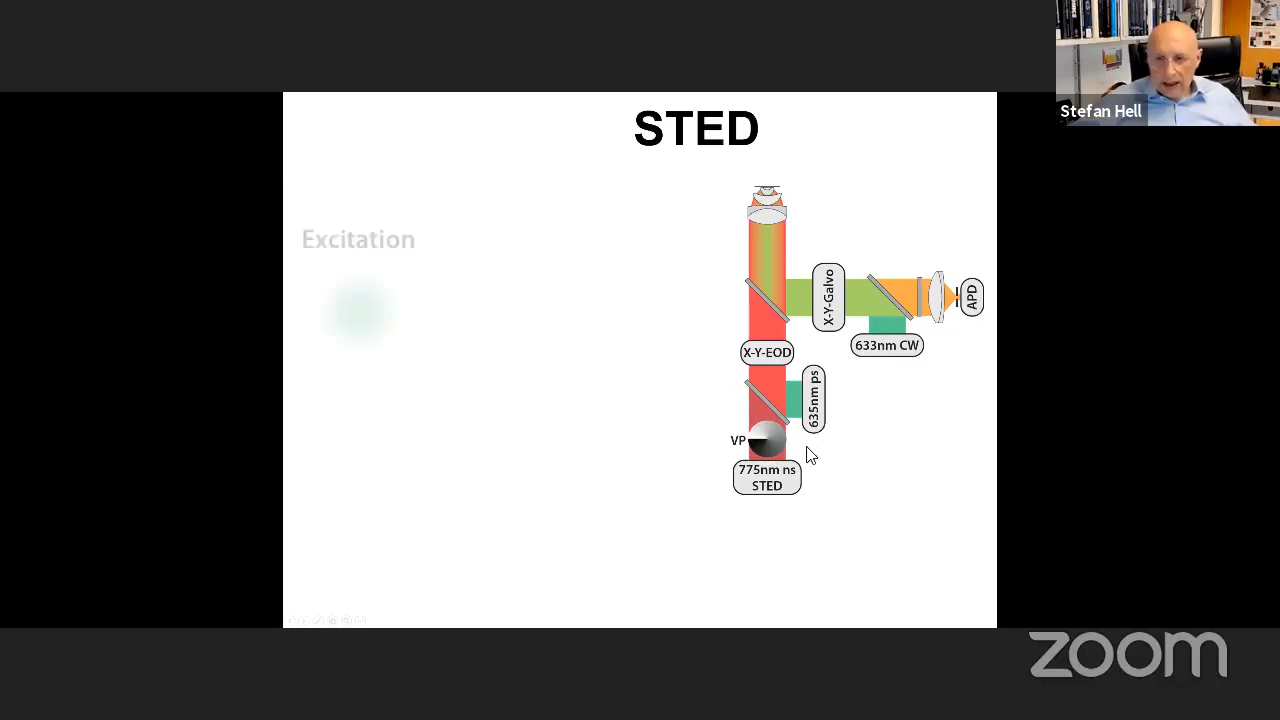 Stefan Hell
STED
Excitation
X-Y-Galvo
APD
633nm CW
X-Y-EOD
635nm ps
VP
775nm ns
STED
zoom